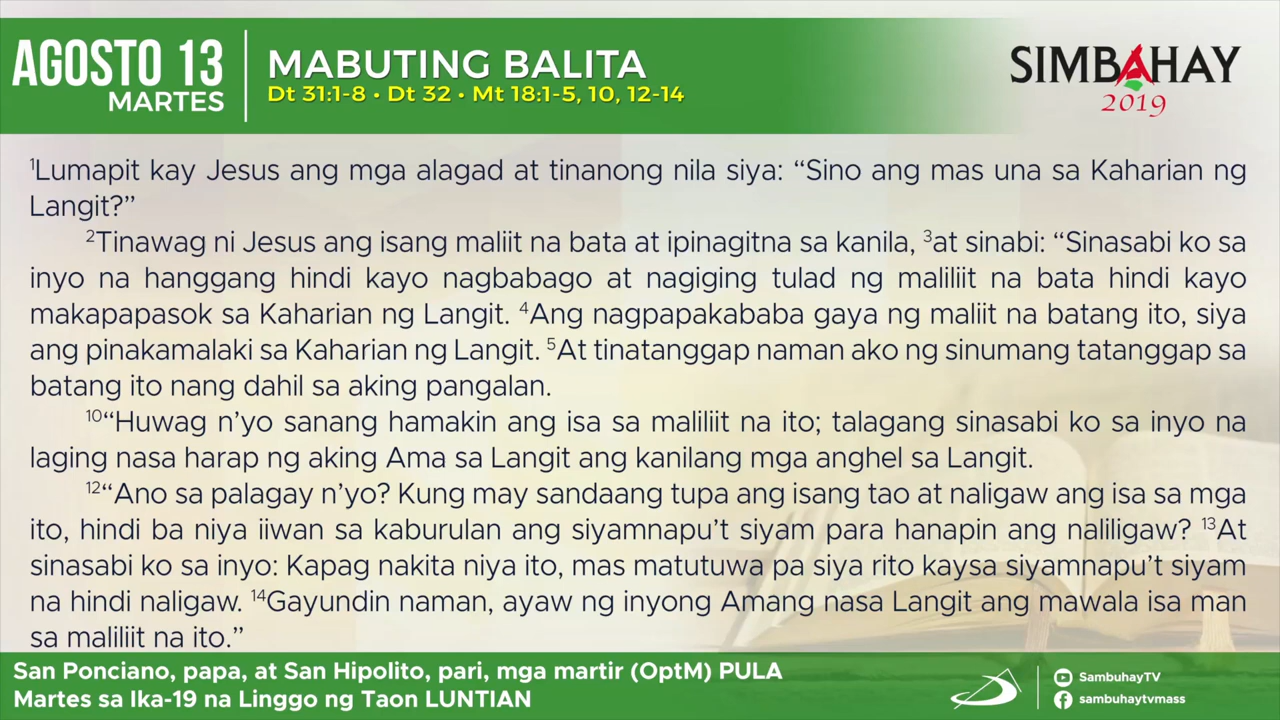 AGOSTO 13
MARTES
MABUTING BALITA
Dt 31:1-8 • Dt 32 • Mt 18:1-5, 10, 12-14
SIMBAHAY
2019
¹Lumapit kay Jesus ang mga alagad at tinanong nila siya: “Sino ang mas una sa Kaharian ng
Langit?”
²Tinawag ni Jesus ang isang maliit na bata at ipinagitna sa kanila, ³at sinabi: “Sinasabi ko sa
inyo na hanggang hindi kayo nagbabago at nagiging tulad ng maliliit na bata hindi kayo
makapapasok sa Kaharian ng Langit. ⁴Ang nagpapakababa gaya ng maliit na batang ito, siya
ang pinakamalaki sa Kaharian ng Langit. ⁵At tinatanggap naman ako ng sinumang tatanggap sa
batang ito nang dahil sa aking pangalan.
¹⁰“Huwag n’yo sanang hamakin ang isa sa maliliit na ito; talagang sinasabi ko sa inyo na
laging nasa harap ng aking Ama sa Langit ang kanilang mga anghel sa Langit.
¹²“Ano sa palagay n’yo? Kung may sandaang tupa ang isang tao at naligaw ang isa sa mga
ito, hindi ba niya iiwan sa kaburulan ang siyamnapu’t siyam para hanapin ang naliligaw? ¹³At
sinasabi ko sa inyo: Kapag nakita niya ito, mas matutuwa pa siya rito kaysa siyamnapu’t siyam
na hindi naligaw. ¹⁴Gayundin naman, ayaw ng inyong Amang nasa Langit ang mawala isa man
sa maliliit na ito.”
San Ponciano, papa, at San Hipolito, pari, mga martir (OptM) PULA
Martes sa Ika-19 na Linggo ng Taon LUNTIAN
SambuhayTV
sambuhaytvmass